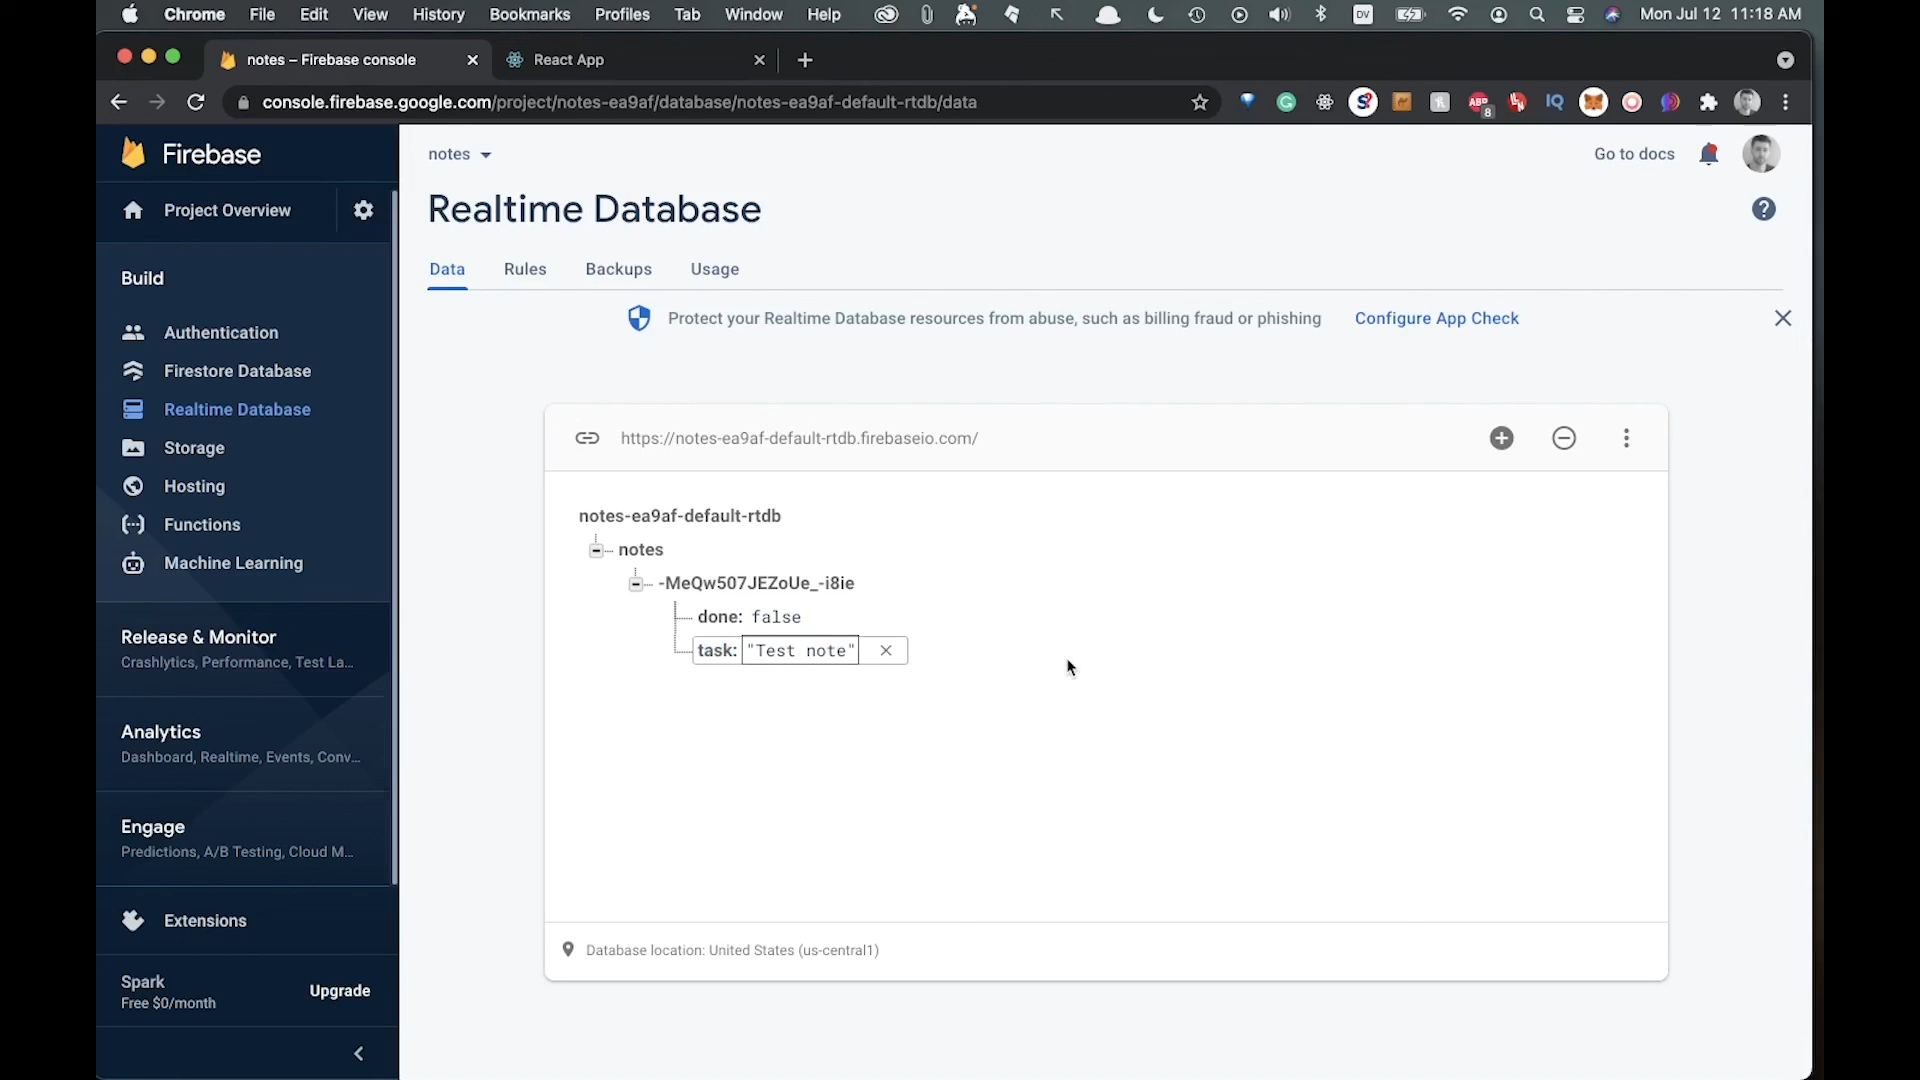 Chrome File Edit View History Bookmarks Profiles Tab Window Help DV Mon Jul 12 11:18 AM
notes – Firebase console React App
console.firebase.google.com/project/notes-ea9af/database/notes-ea9af-default-rtdb/data ABP 8 IQ
Firebase
notes
Go to docs
Project Overview
Realtime Database
Build
Data Rules Backups Usage
Protect your Realtime Database resources from abuse, such as billing fraud or phishing Configure App Check
Authentication
Firestore Database
Realtime Database
Storage
Hosting
Functions
Machine Learning
Release & Monitor
Crashlytics, Performance, Test La...
Analytics
Dashboard, Realtime, Events, Conv...
Engage
Predictions, A/B Testing, Cloud M...
Extensions
Spark
Free $0/month
Upgrade
https://notes-ea9af-default-rtdb.firebaseio.com/
notes-ea9af-default-rtdb
notes
-MeQw507JEZoUe_-i8ie
done: false
task: "Test note"
Database location: United States (us-central1)